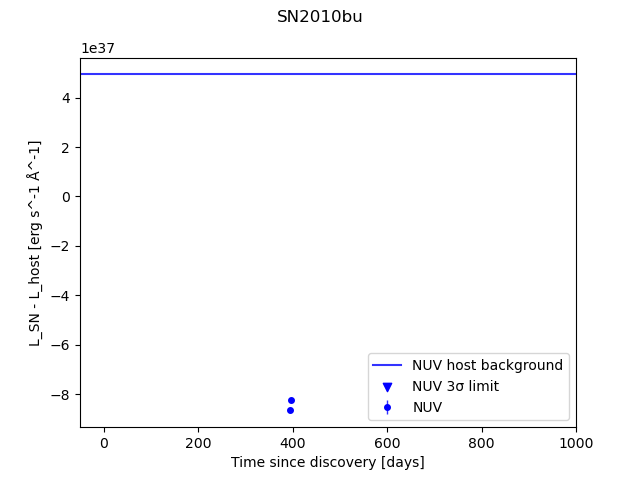 SN2010bu
1e37
4
2
0
−2
−4
−6
−8
L_SN - L_host [erg s^-1 Å^-1]
NUV host background
NUV 3σ limit
NUV
0 200 400 600 800 1000
Time since discovery [days]